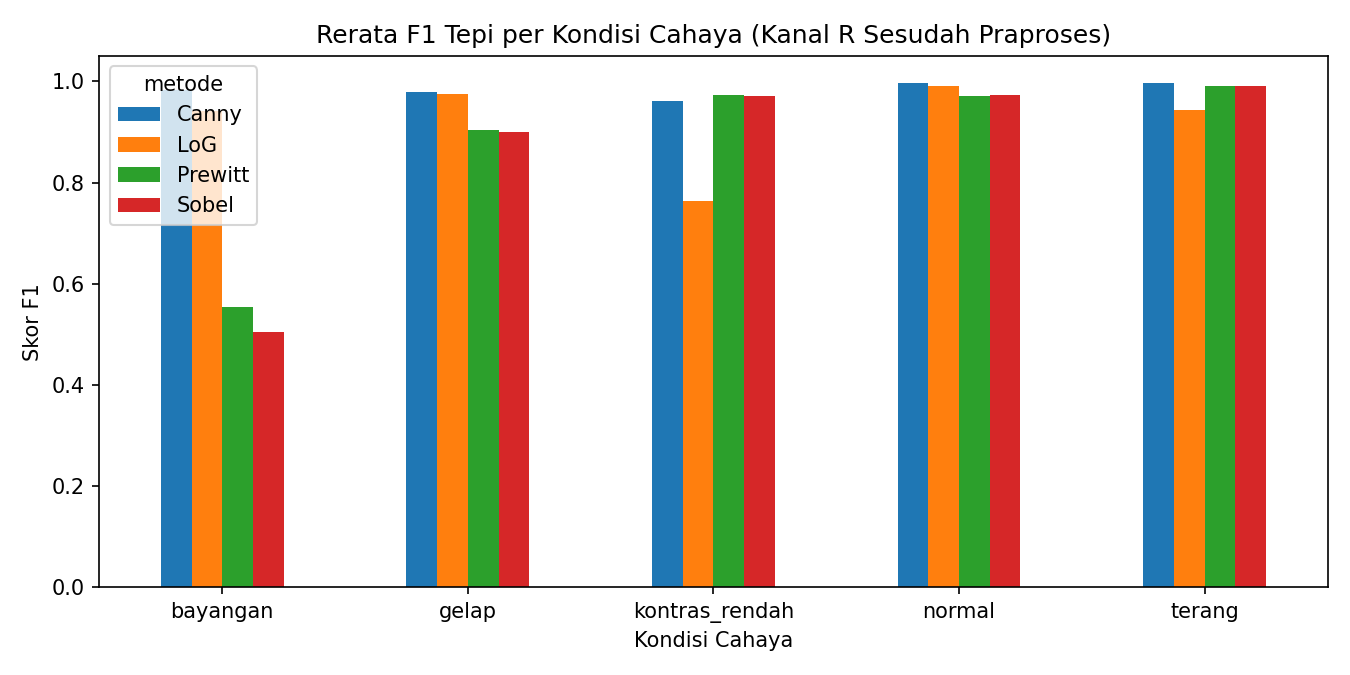 Rerata F1 Tepi per Kondisi Cahaya (Kanal R Sesudah Praproses)
metode
Canny
LoG
Prewitt
Sobel
Skor F1
1.0
0.8
0.6
0.4
0.2
0.0
bayangan
gelap
kontras_rendah
normal
terang
Kondisi Cahaya